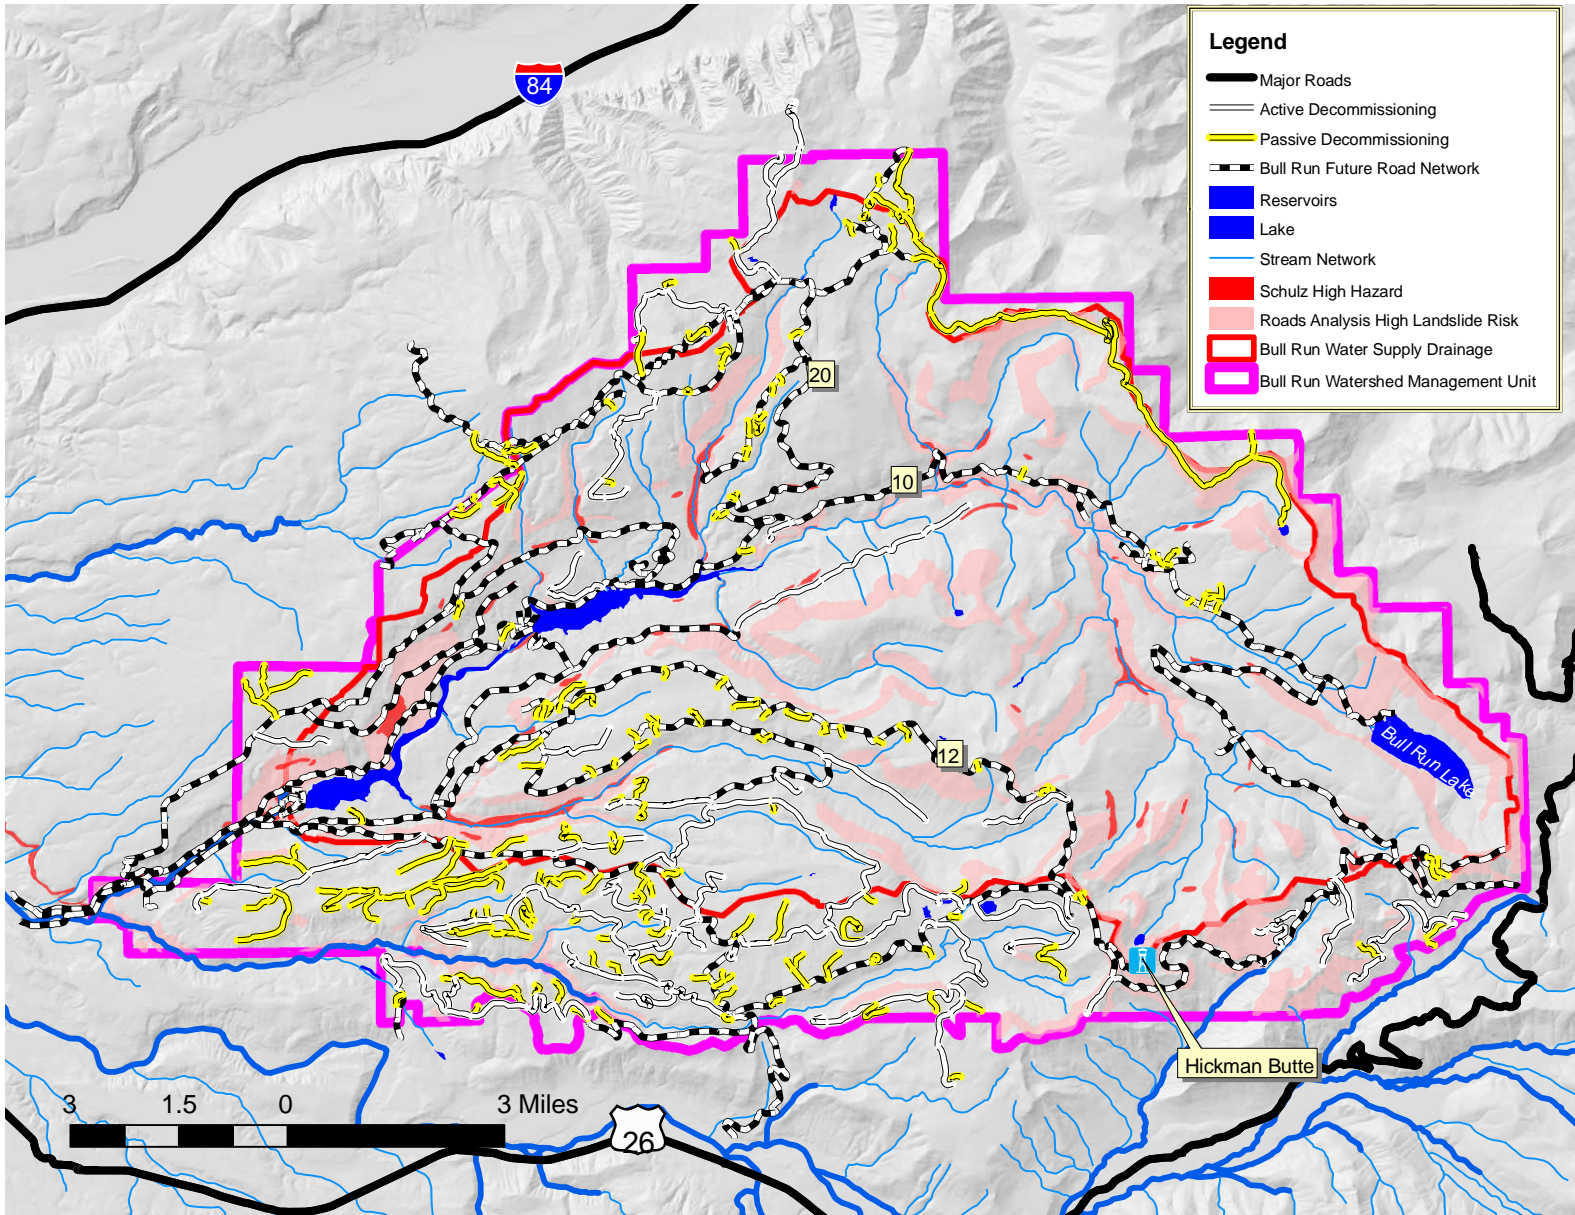 Legend
Major Roads
Active Decommissioning
Passive Decommissioning
Bull Run Future Road Network
Reservoirs
Lake
Stream Network
Schulz High Hazard
Roads Analysis High Landslide Risk
Bull Run Water Supply Drainage
Bull Run Watershed Management Unit
84
20
10
12
Bull Run Lake
Hickman Butte
3 1.5 0 3 Miles
26